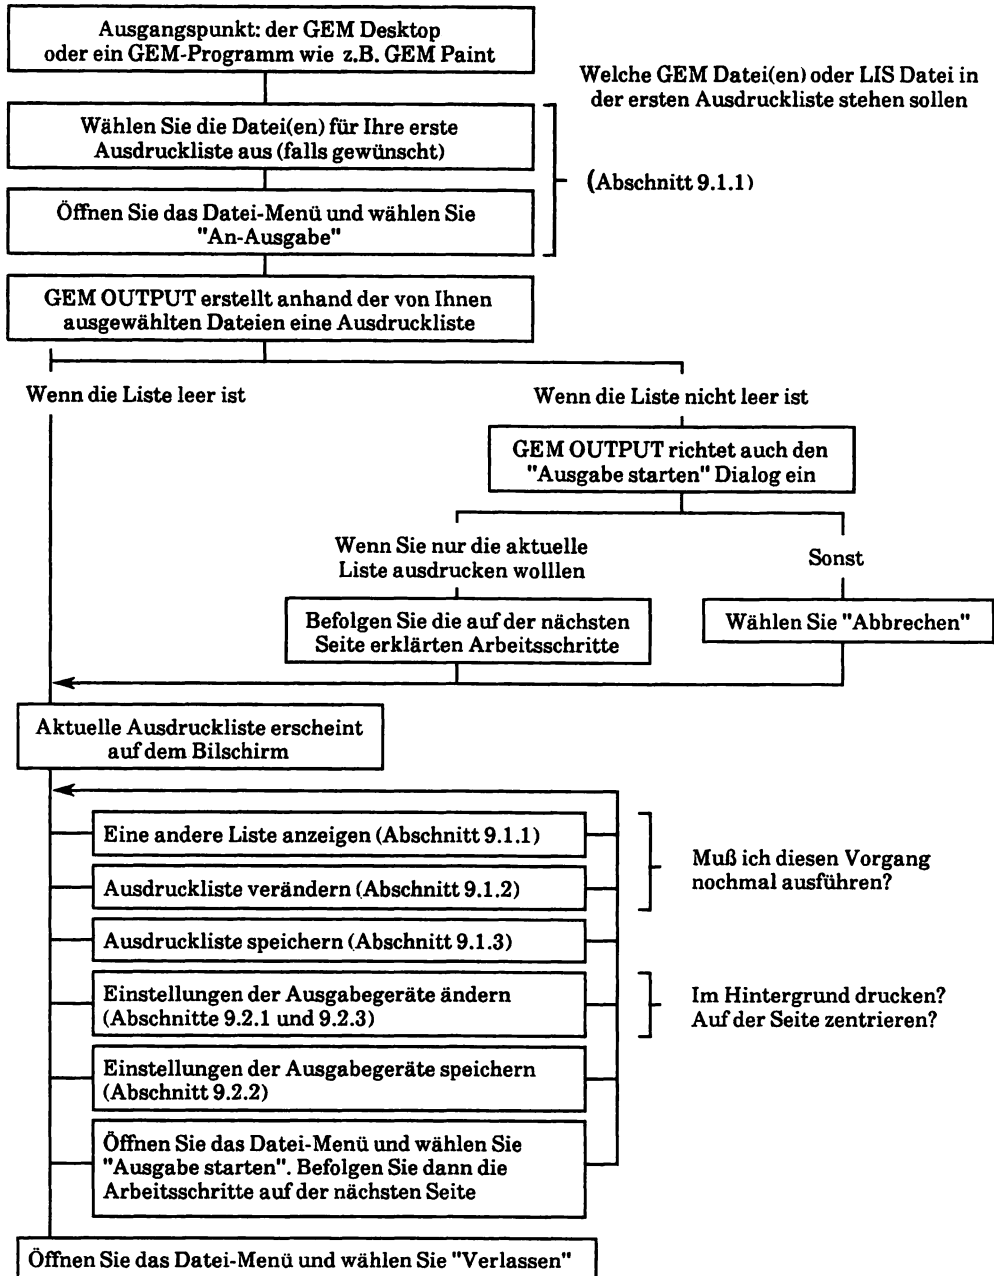 Ausgangspunkt: der GEM Desktop
oder ein GEM-Programm wie z.B. GEM Paint
Welche GEM Datei(en) oder LIS Datei in
der ersten Ausdruckliste stehen sollen
Wählen Sie die Datei(en) für Ihre erste
Ausdruckliste aus (falls gewünscht)
(Abschnitt 9.1.1)
Öffnen Sie das Datei-Menü und wählen Sie
"An-Ausgabe"
GEM OUTPUT erstellt anhand der von Ihnen
ausgewählten Dateien eine Ausdruckliste
Wenn die Liste leer ist
Wenn die Liste nicht leer ist
GEM OUTPUT richtet auch den
"Ausgabe starten" Dialog ein
Wenn Sie nur die aktuelle
Liste ausdrucken wolllen
Sonst
Befolgen Sie die auf der nächsten
Seite erklärten Arbeitsschritte
Wählen Sie "Abbrechen"
Aktuelle Ausdruckliste erscheint
auf dem Bilschirm
Eine andere Liste anzeigen (Abschnitt 9.1.1)
Ausdruckliste verändern (Abschnitt 9.1.2)
Muß ich diesen Vorgang
nochmal ausführen?
Ausdruckliste speichern (Abschnitt 9.1.3)
Einstellungen der Ausgabegeräte ändern
(Abschnitte 9.2.1 und 9.2.3)
Im Hintergrund drucken?
Auf der Seite zentrieren?
Einstellungen der Ausgabegeräte speichern
(Abschnitt 9.2.2)
Öffnen Sie das Datei-Menü und wählen Sie
"Ausgabe starten". Befolgen Sie dann die
Arbeitsschritte auf der nächsten Seite
Öffnen Sie das Datei-Menü und wählen Sie "Verlassen"